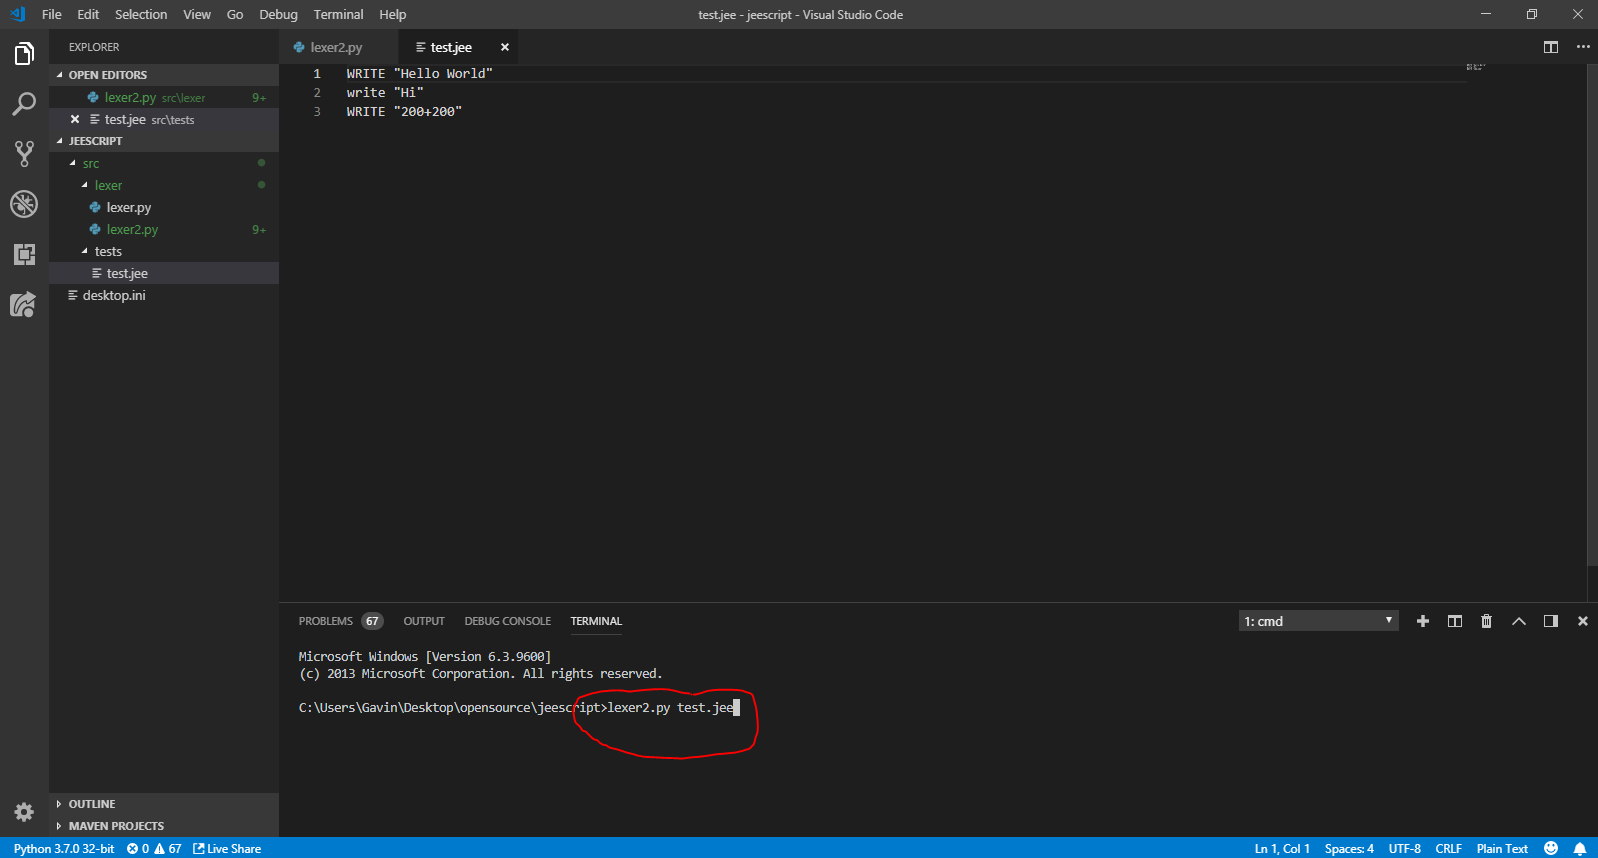 File Edit Selection View Go Debug Terminal Help
test.jee - jeescript - Visual Studio Code
EXPLORER
OPEN EDITORS
lexer2.py src\lexer 9+
test.jee src\tests
JEESCRIPT
src
lexer
lexer.py
lexer2.py 9+
tests
test.jee
desktop.ini
OUTLINE
MAVEN PROJECTS
lexer2.py test.jee
1 WRITE "Hello World"
2 write "Hi"
3 WRITE "200+200"
PROBLEMS 67 OUTPUT DEBUG CONSOLE TERMINAL
1: cmd
Microsoft Windows [Version 6.3.9600]
(c) 2013 Microsoft Corporation. All rights reserved.
C:\Users\Gavin\Desktop\opensource\jeescript>lexer2.py test.jee
Python 3.7.0 32-bit 0 67 Live Share
Ln 1, Col 1 Spaces: 4 UTF-8 CRLF Plain Text